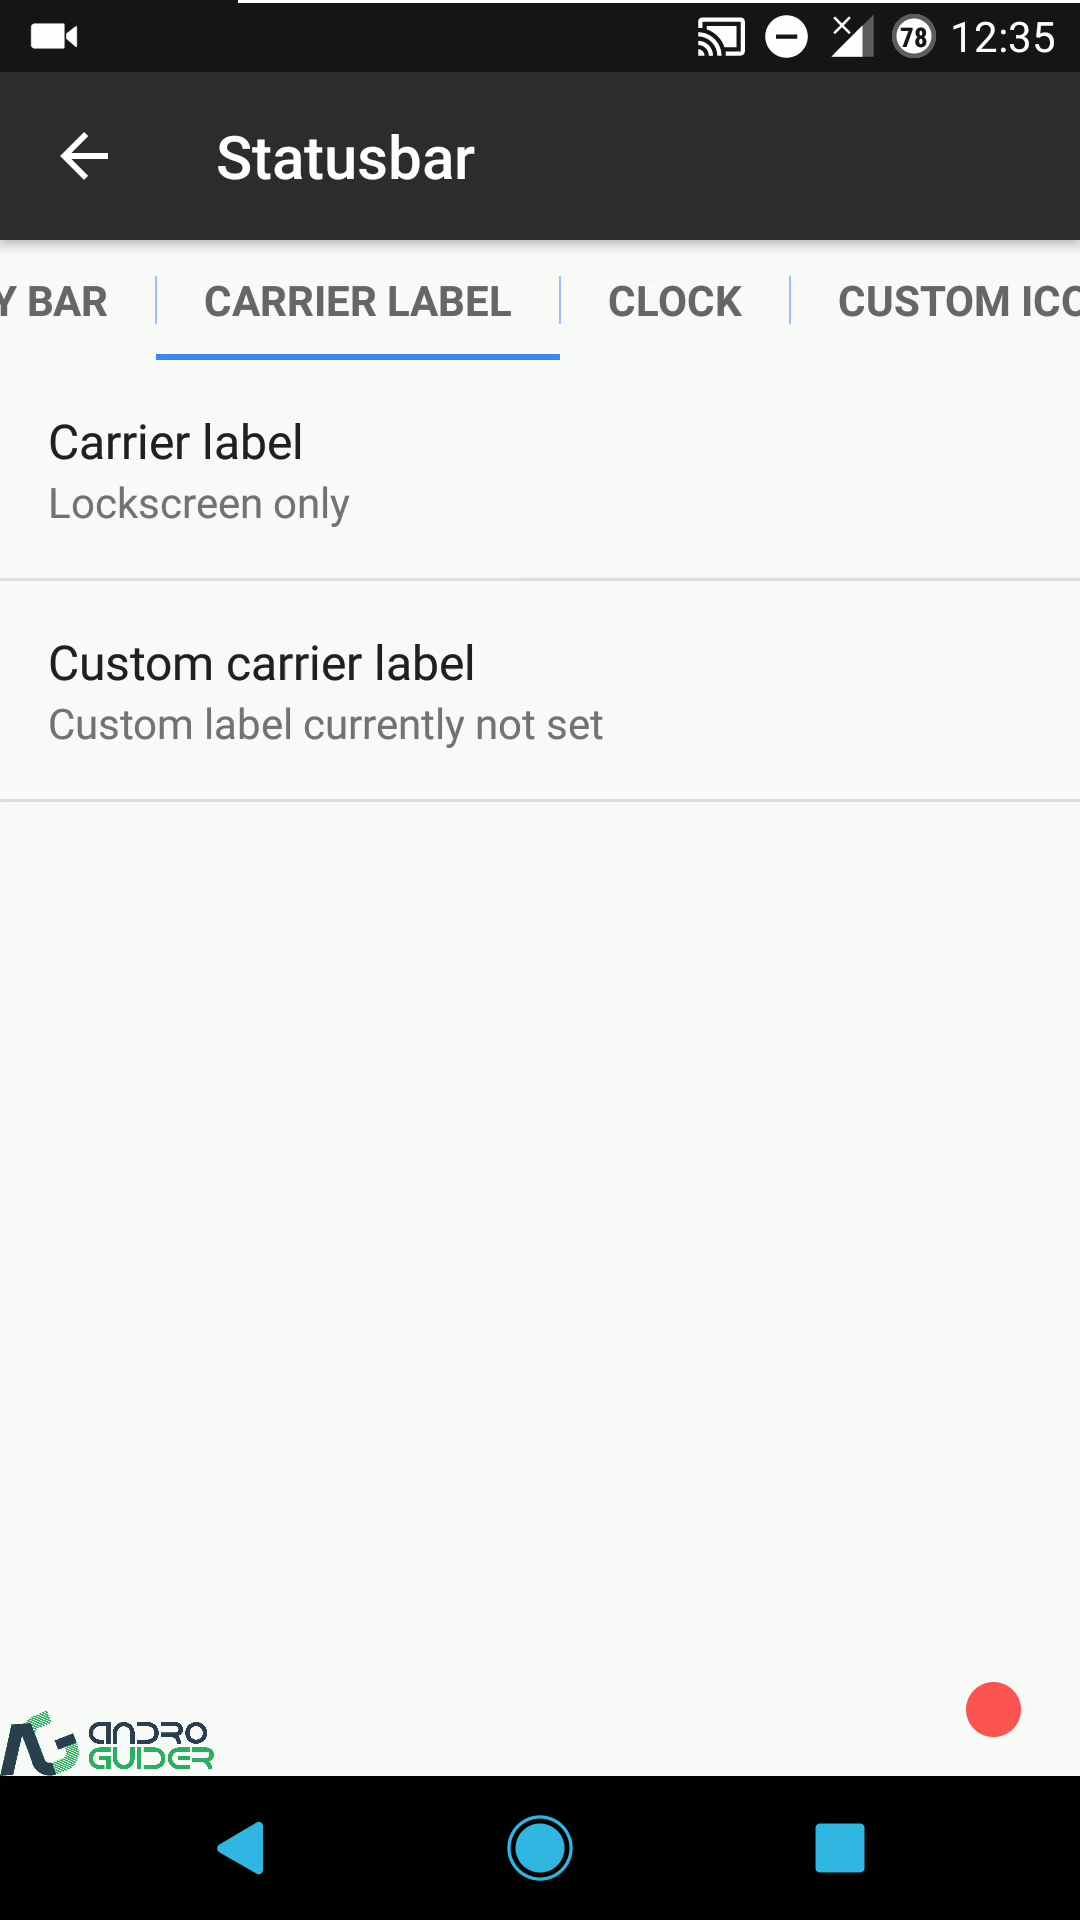 78 12:35
Statusbar
Y BAR CARRIER LABEL CLOCK CUSTOM ICO
Carrier label
Lockscreen only
Custom carrier label
Custom label currently not set
ANDRO
GUIDER